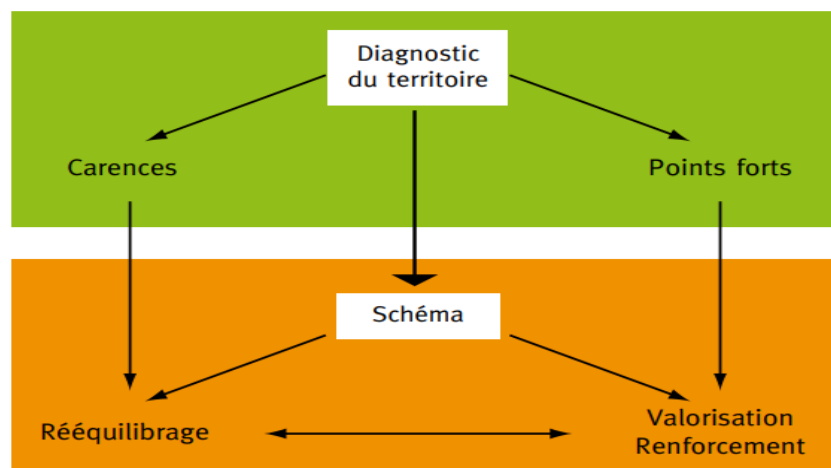 Diagnostic
du territoire
Carences
Points forts
Schéma
Rééquilibrage
Valorisation
Renforcement